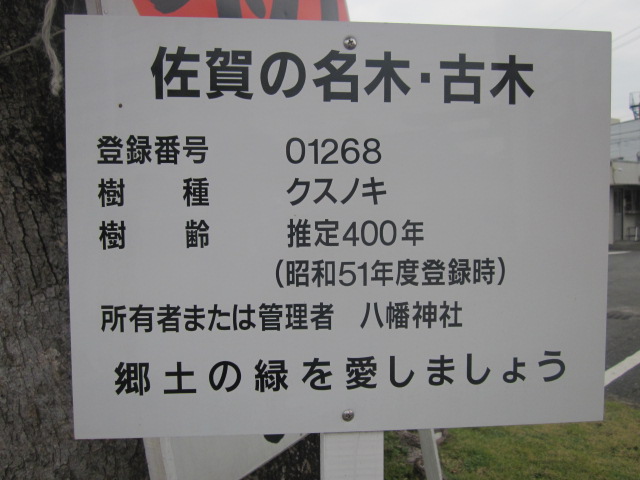 佐賀の名木・古木
登録番号 01268
樹種 クスノキ
樹齢 推定400年
(昭和51年度登録時)
所有者または管理者 八幡神社
郷土の緑を愛しましょう